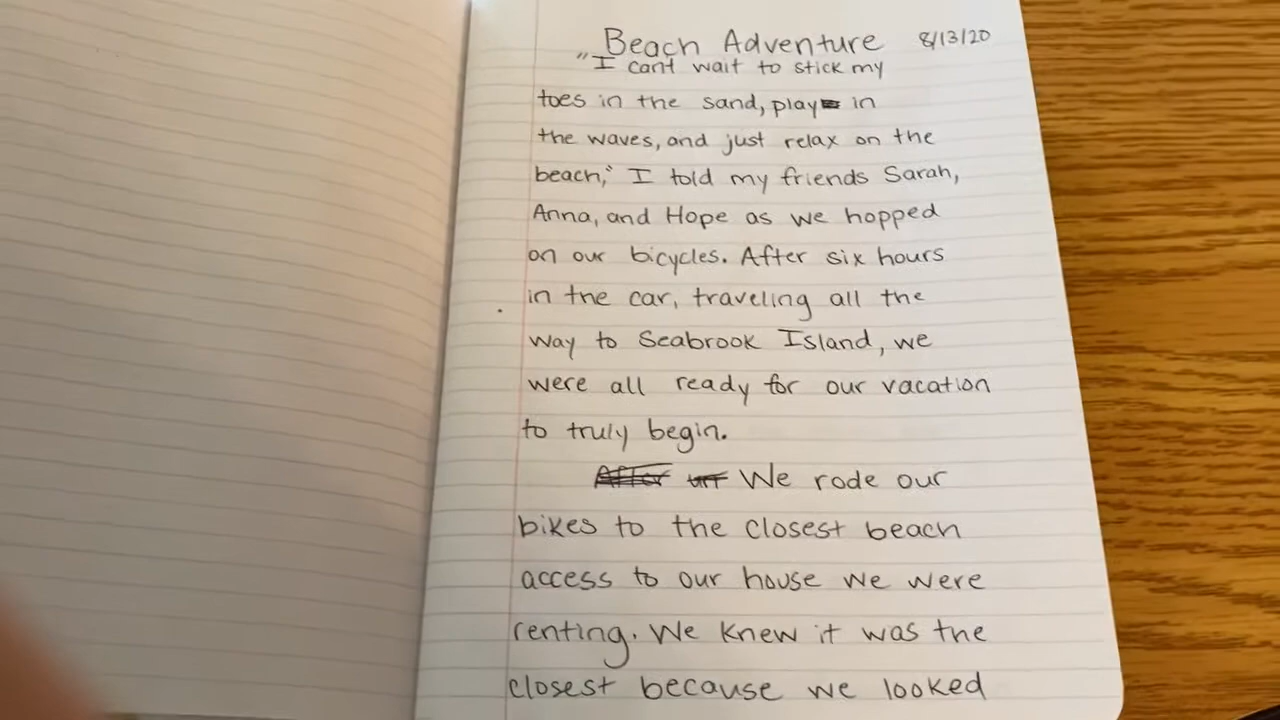 Beach Adventure 8/13/20
"I cant wait to stick my
toes in the sand, play in
the waves, and just relax on the
beach," I told my friends Sarah,
Anna, and Hope as we hopped
on our bicycles. After six hours
in the car, traveling all the
way to Seabrook Island, we
were all ready for our vacation
to truly begin.
We rode our
bikes to the closest beach
access to our house we were
renting. We knew it was the
closest because we looked